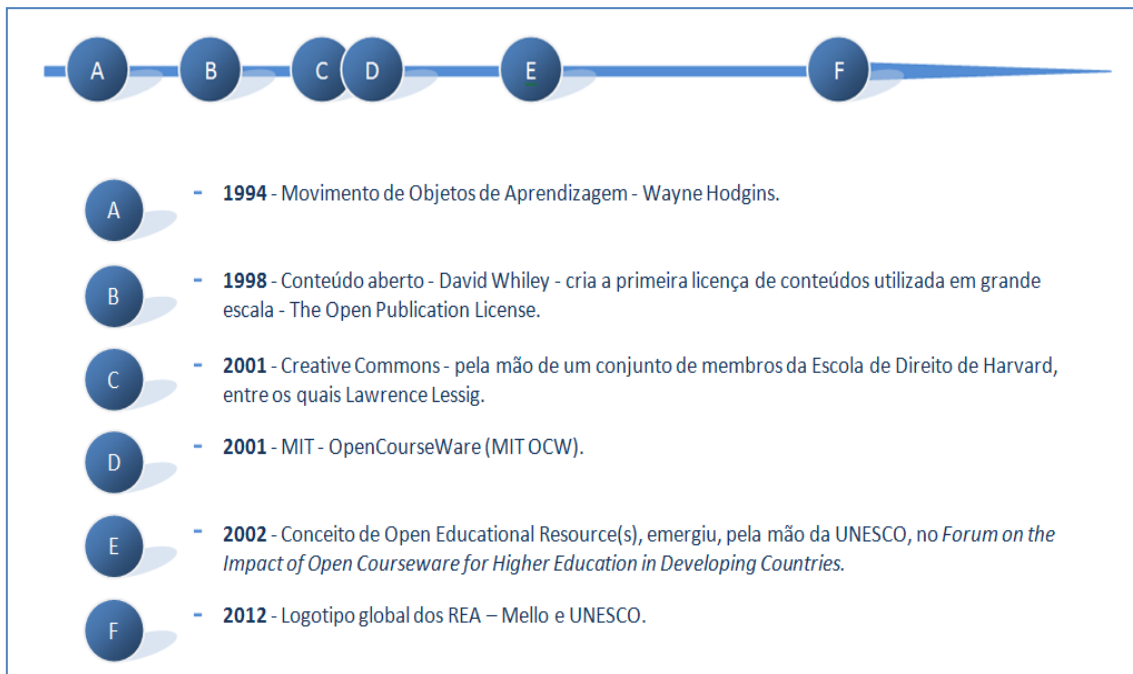 A B C D E F
A - 1994 - Movimento de Objetos de Aprendizagem - Wayne Hodgins.
B - 1998 - Conteúdo aberto - David Whiley - cria a primeira licença de conteúdos utilizada em grande
escala - The Open Publication License.
C - 2001 - Creative Commons - pela mão de um conjunto de membros da Escola de Direito de Harvard,
entre os quais Lawrence Lessig.
D - 2001 - MIT - OpenCourseWare (MIT OCW).
E - 2002 - Conceito de Open Educational Resource(s), emergiu, pela mão da UNESCO, no Forum on the
Impact of Open Courseware for Higher Education in Developing Countries.
F - 2012 - Logotipo global dos REA – Mello e UNESCO.